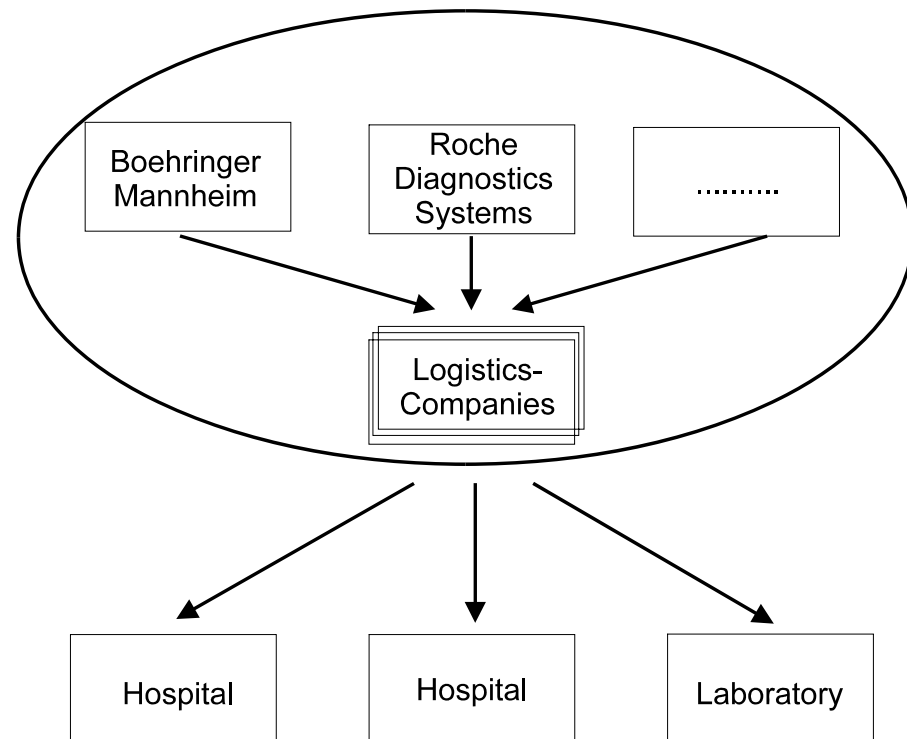 Boehringer
Mannheim
Roche
Diagnostics
Systems
..........
Logistics-
Companies
Hospital
Hospital
Laboratory